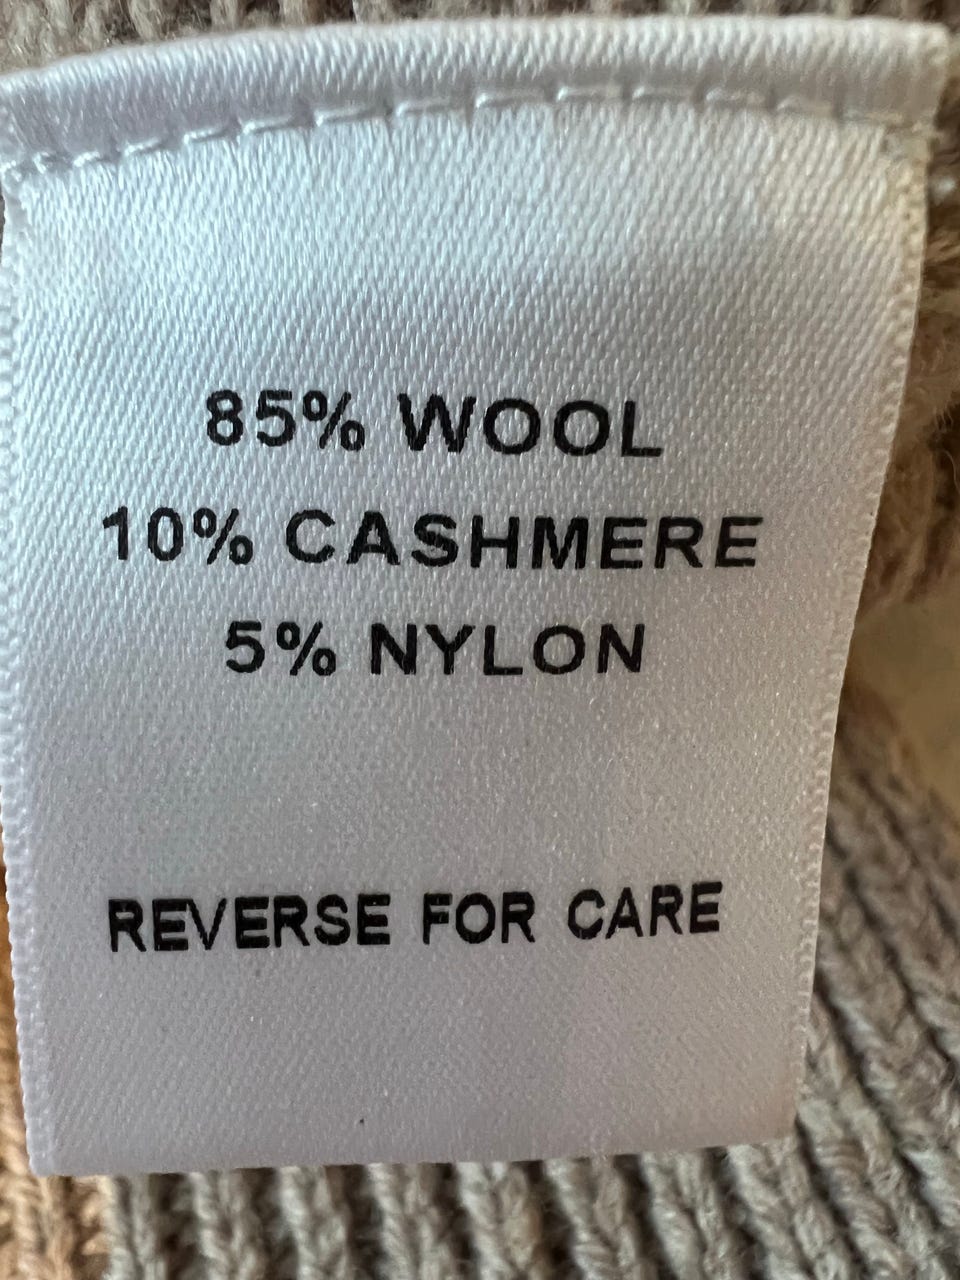 85% WOOL
10% CASHMERE
5% NYLON
REVERSE FOR CARE